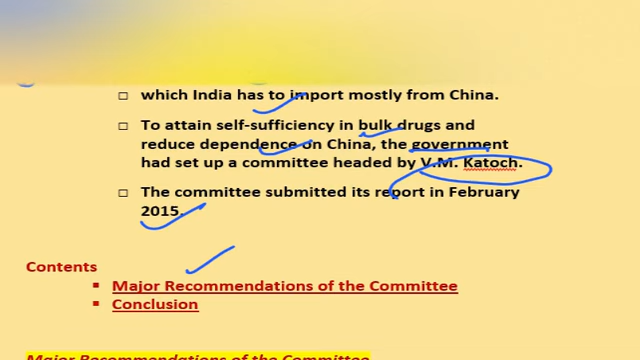 □ which India has to import mostly from China.
□ To attain self-sufficiency in bulk drugs and
reduce dependence on China, the government
had set up a committee headed by V.M. Katoch.
□ The committee submitted its report in February
2015.
Contents
▪ Major Recommendations of the Committee
▪ Conclusion
Major Recommendations of the Committee